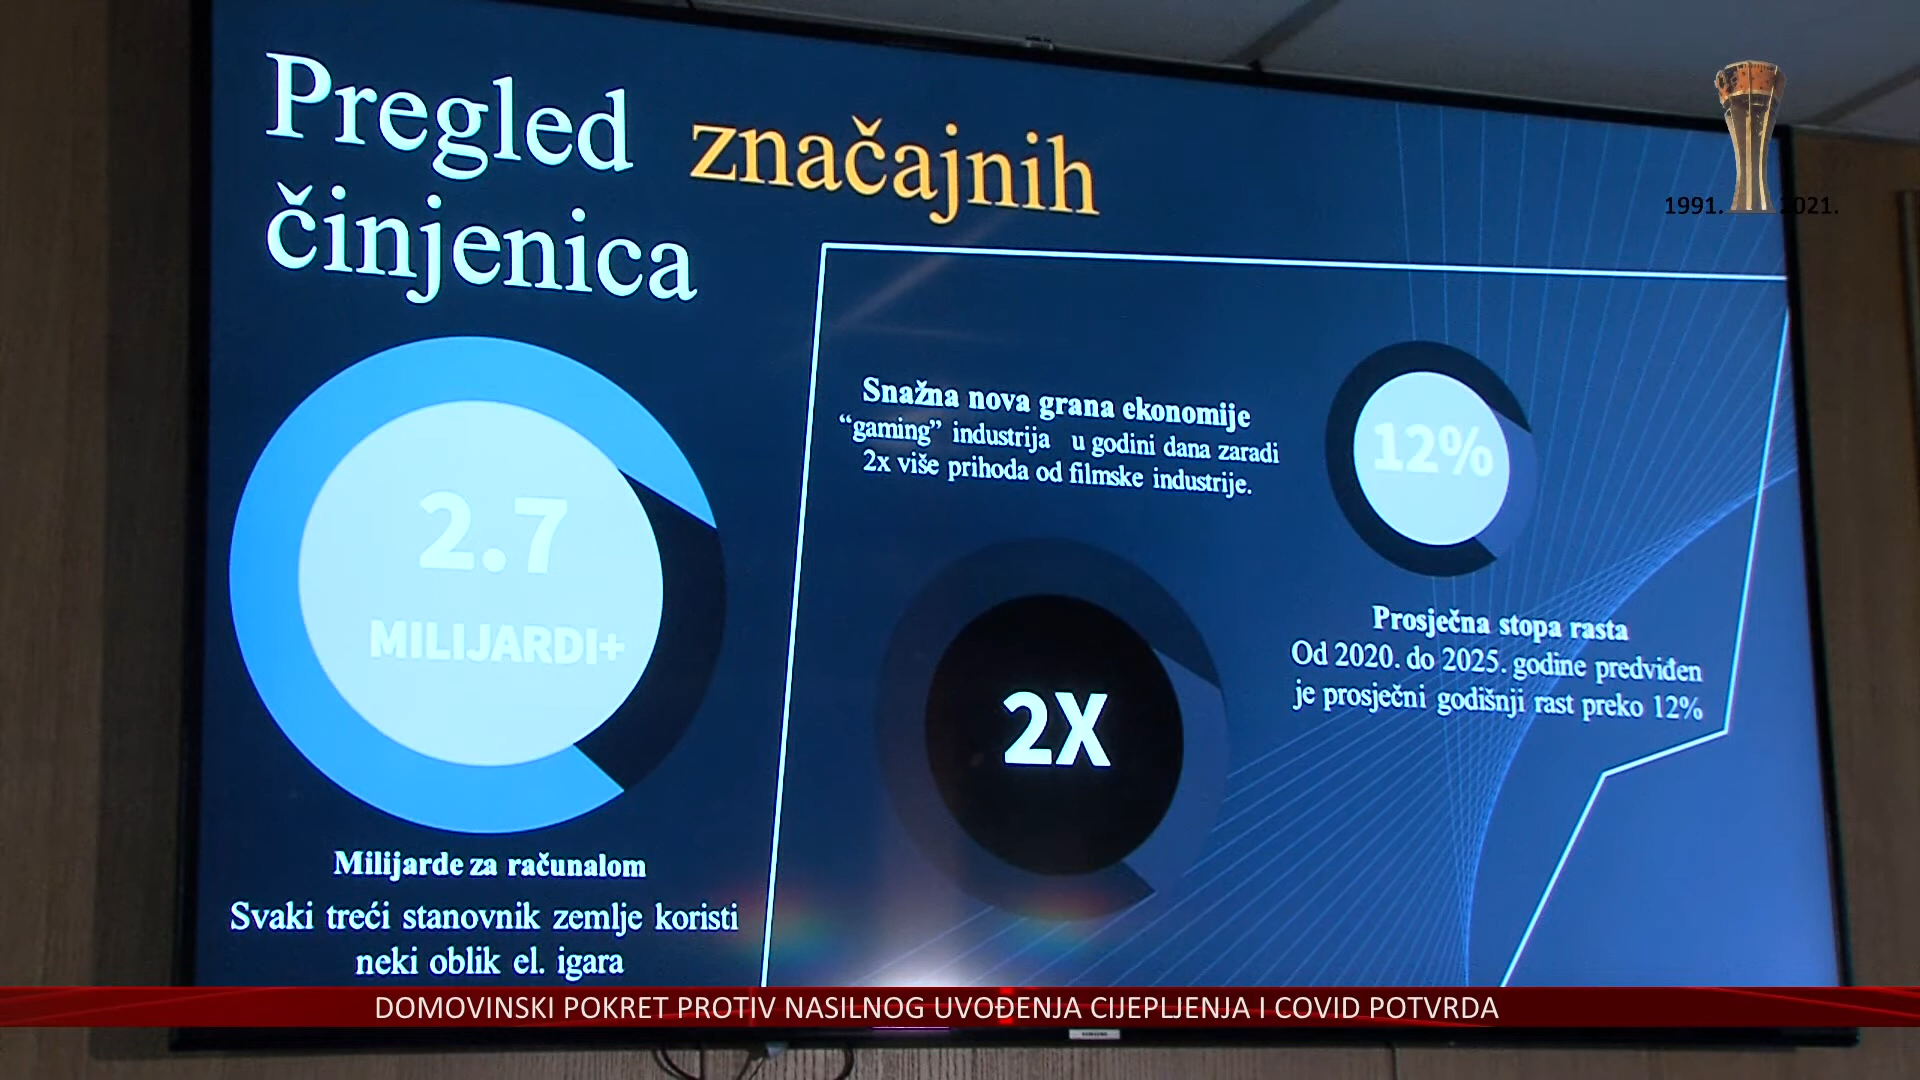 Pregled značajnih
činjenica
1991. 2021.
Snažna nova grana ekonomije
“gaming” industrija u godini dana zaradi
2x više prihoda od filmske industrije.
12%
2.7
MILIJARDI+
2X
Prosječna stopa rasta
Od 2020. do 2025. godine predviđen
je prosječni godišnji rast preko 12%
Milijarde za računalom
Svaki treći stanovnik zemlje koristi
neki oblik el. igara
DOMOVINSKI POKRET PROTIV NASILNOG UVOĐENJA CIJEPLJENJA I COVID POTVRDA
SAMSUNG